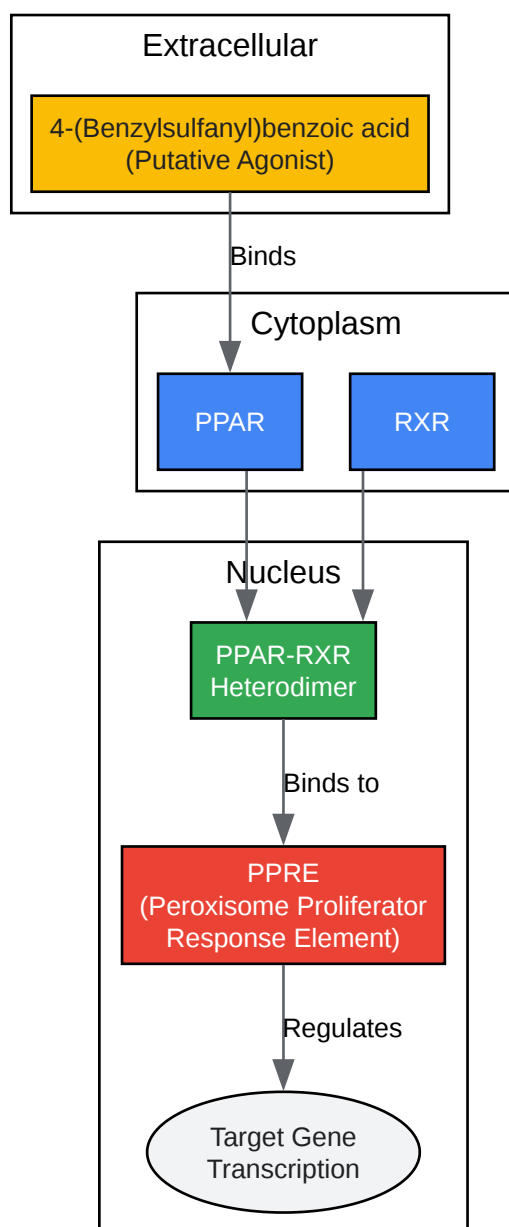 Extracellular
4-(Benzylsulfanyl)benzoic acid
(Putative Agonist)
Binds
Cytoplasm
PPAR
RXR
Nucleus
PPAR-RXR
Heterodimer
Binds to
PPRE
(Peroxisome Proliferator
Response Element)
Regulates
Target Gene
Transcription